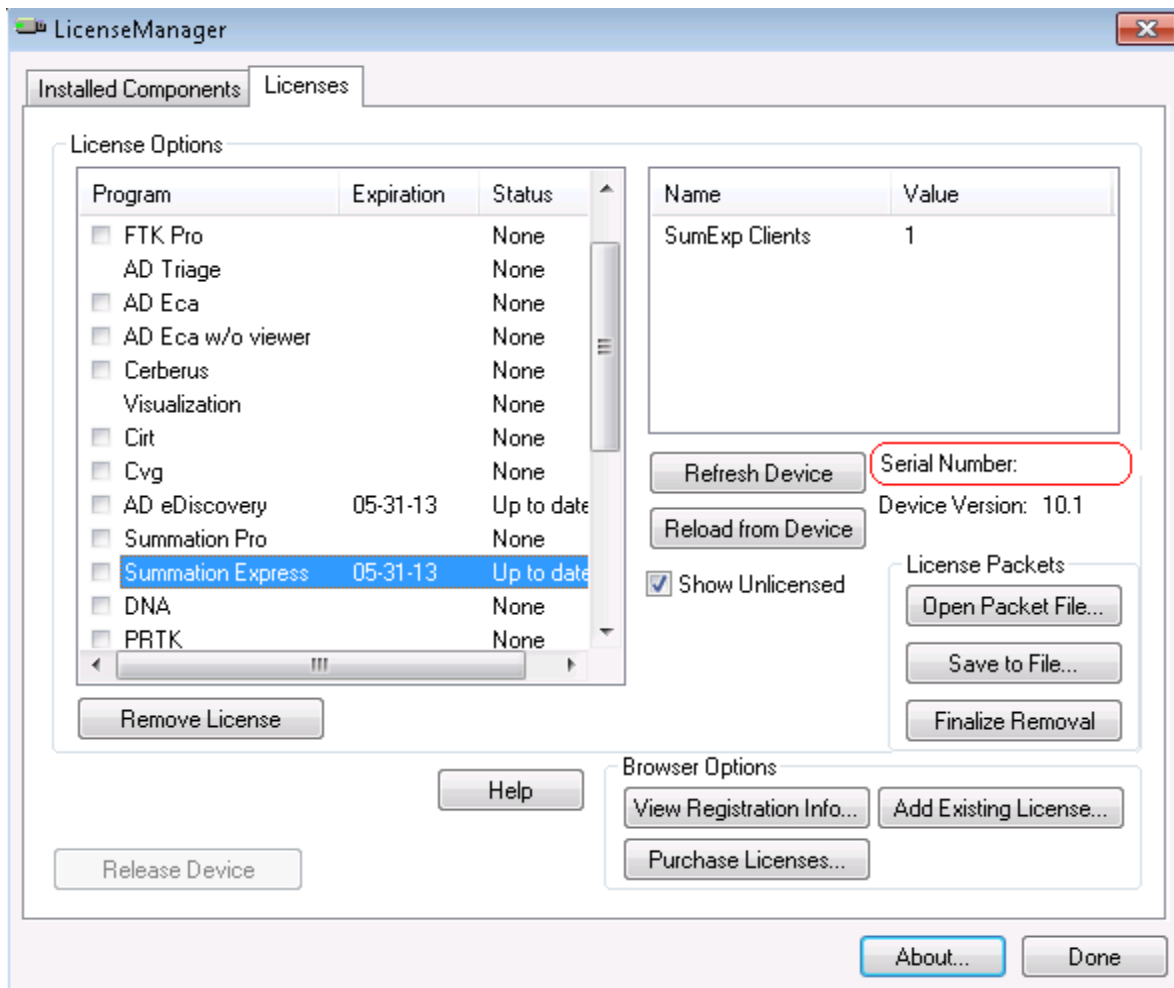 LicenseManager
Installed Components Licenses
License Options
Program Expiration Status
FTK Pro None
AD Triage None
AD Eca None
AD Eca w/o viewer None
Cerberus None
Visualization None
Cirt None
Cvg None
AD eDiscovery 05-31-13 Up to date
Summation Pro None
Summation Express 05-31-13 Up to date
DNA None
PRTK None
Remove License
Name Value
SumExp Clients 1
Refresh Device
Serial Number:
Device Version: 10.1
Reload from Device
Show Unlicensed
License Packets
Open Packet File...
Save to File...
Finalize Removal
Help
Browser Options
View Registration Info... Add Existing License...
Purchase Licenses...
Release Device
About... Done